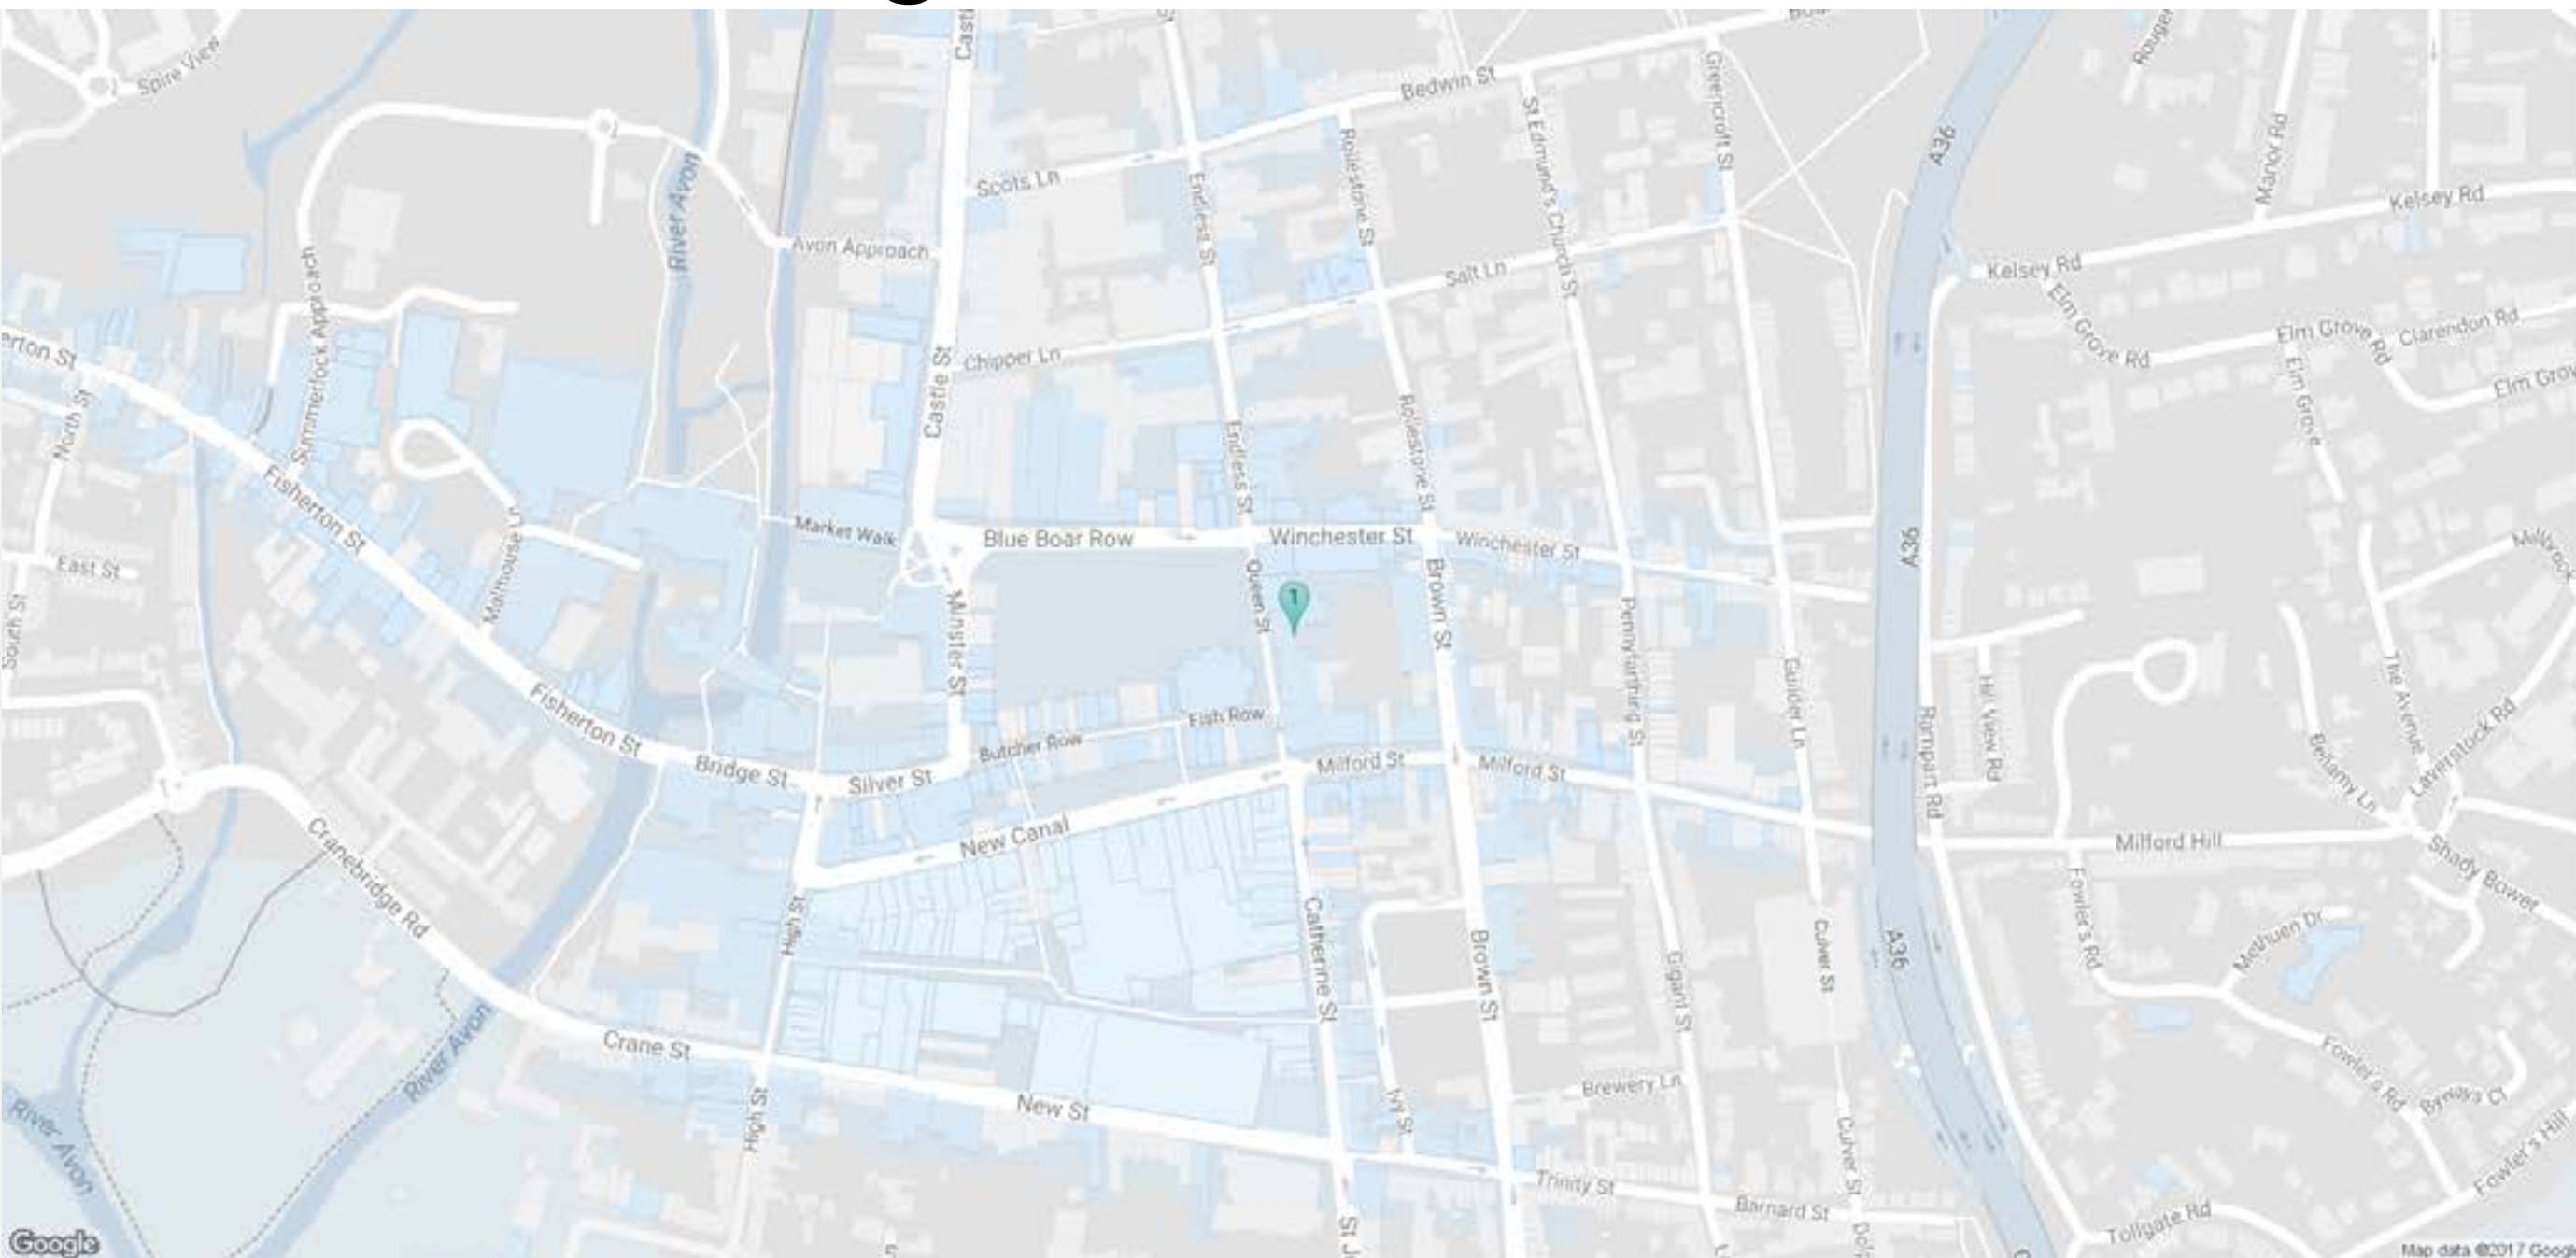 Spire View
Bedwin St
Greencroft St
Manor Rd
A36
Kelsey Rd
Scots Ln
River Avon
Endless St
Rollestone St
St Edmund's Church St
Avon Approach
Salt Ln
Kelsey Rd
Elm Grove Rd
Elm Grove Rd
Clarendon Rd
Summerlock Approach
Castle St
Chipper Ln
Elm Grove
North St
Endless St
Rollestone St
Fisherton St
Market Walk
Blue Boar Row
Winchester St
Winchester St
A36
East St
South St
Queen St
1
Brown St
Minster St
Pennyfarthing St
Guilder Ln
The Avenue
Fisherton St
Fish Row
Butcher Row
Rampart Rd
Laverstock Rd
Bellamy Ln
Bridge St
Silver St
Milford St
Milford St
New Canal
Milford Hill
Shady Bower
Cranebridge Rd
High St
Catherine St
Brown St
Gigant St
Culver St
A36
Fowler's Rd
Methuen Dr
River Avon
Crane St
New St
High St
Ivy St
Brewery Ln
Fowler's Rd
Byways Cl
River Avon
Trinity St
Barnard St
Culver St
Tollgate Rd
Fowler's Hill
Google
Map data ©2017 Goo